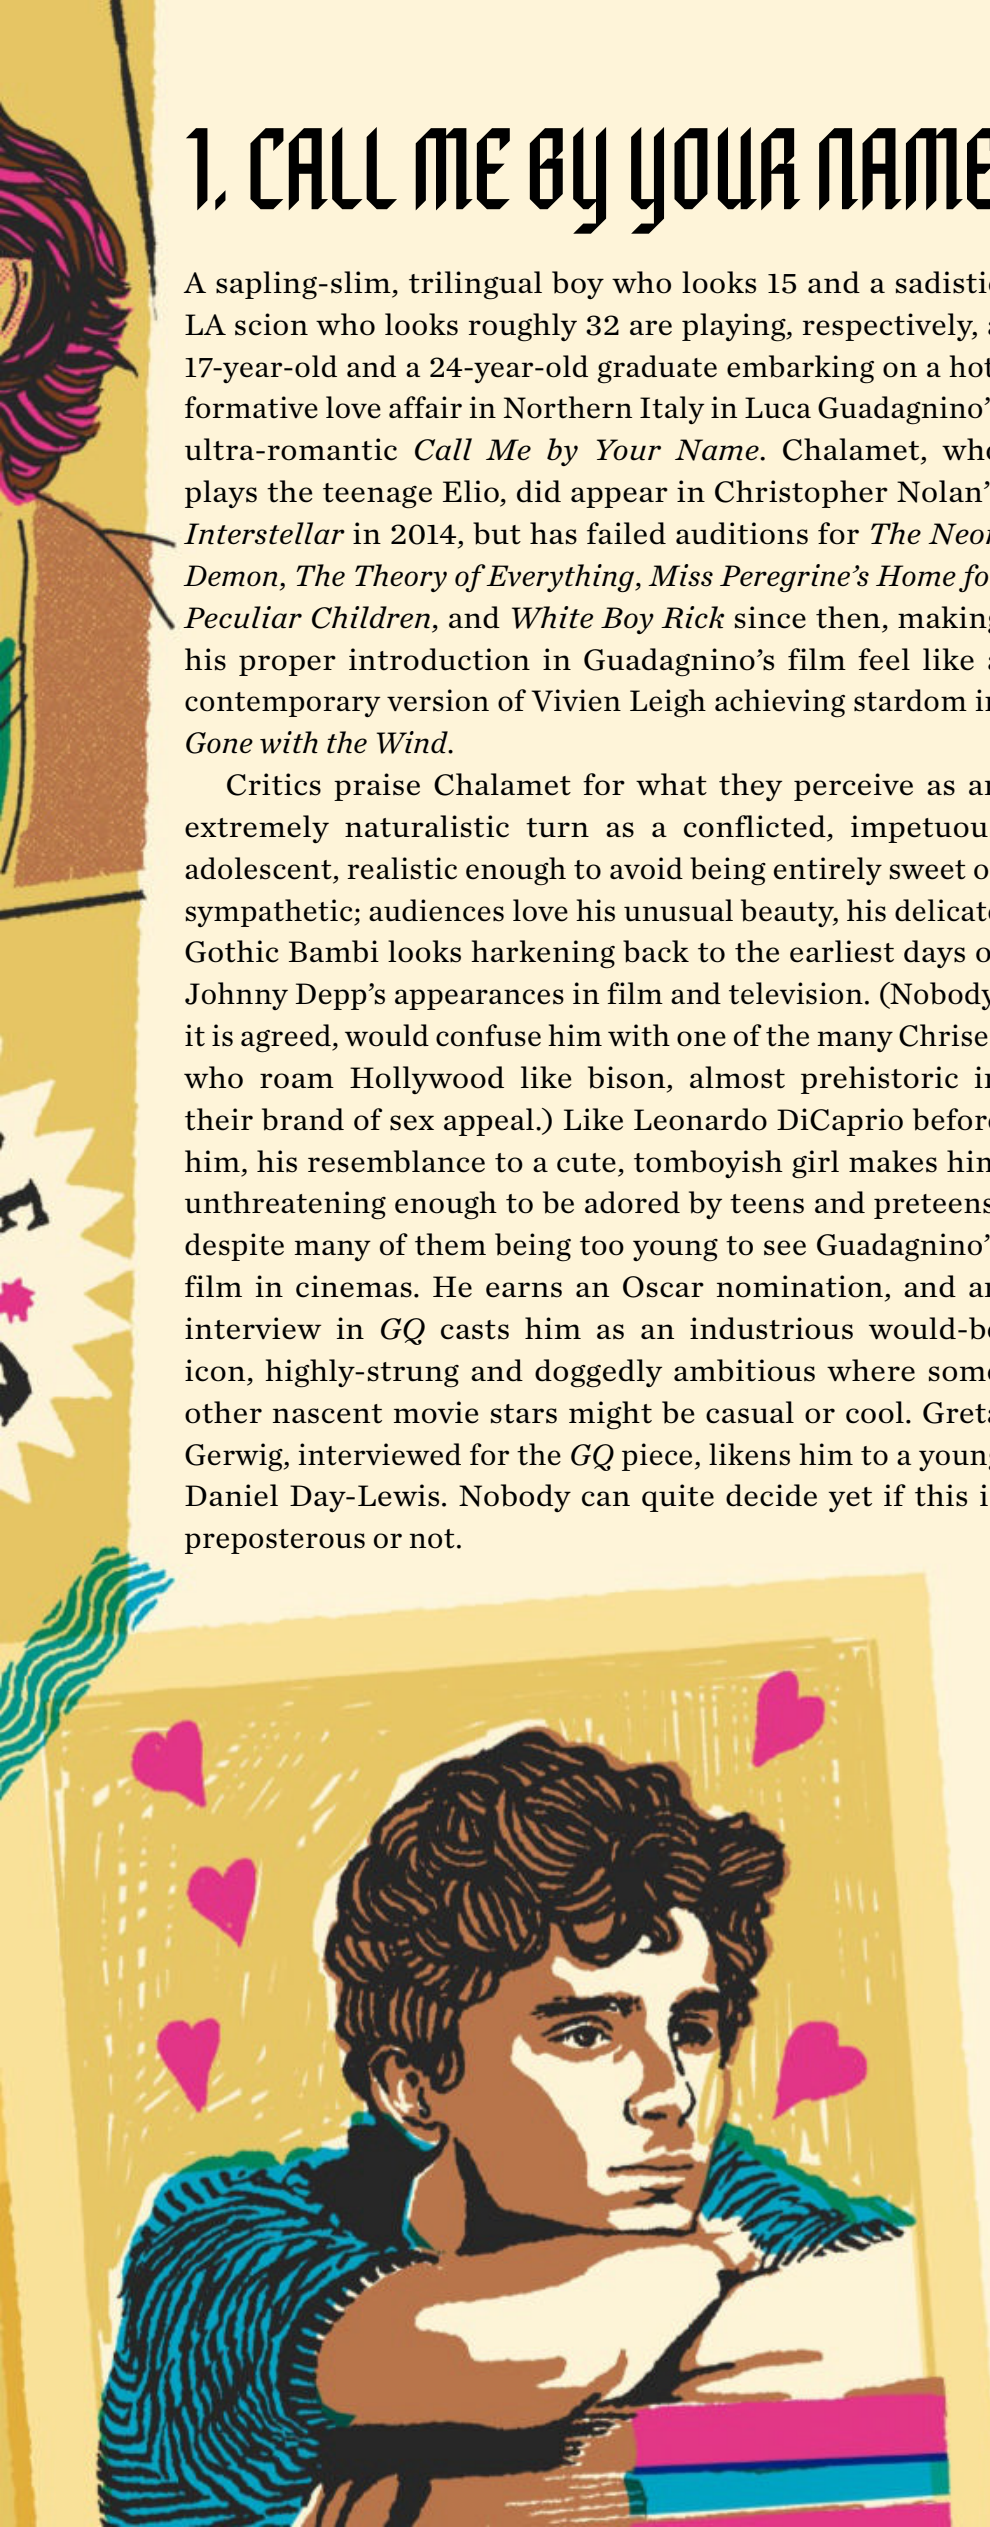 1. CALL ME BY YOUR NAME
A sapling-slim, trilingual boy who looks 15 and a sadistic
LA scion who looks roughly 32 are playing, respectively, a
17-year-old and a 24-year-old graduate embarking on a hot,
formative love affair in Northern Italy in Luca Guadagnino’
ultra-romantic Call Me by Your Name. Chalamet, who
plays the teenage Elio, did appear in Christopher Nolan’
Interstellar in 2014, but has failed auditions for The Neon
Demon, The Theory of Everything, Miss Peregrine’s Home fo
Peculiar Children, and White Boy Rick since then, making
his proper introduction in Guadagnino’s film feel like a
contemporary version of Vivien Leigh achieving stardom in
Gone with the Wind.
Critics praise Chalamet for what they perceive as an
extremely naturalistic turn as a conflicted, impetuou
adolescent, realistic enough to avoid being entirely sweet o
sympathetic; audiences love his unusual beauty, his delicate
Gothic Bambi looks harkening back to the earliest days o
Johnny Depp’s appearances in film and television. (Nobody,
it is agreed, would confuse him with one of the many Chrise
who roam Hollywood like bison, almost prehistoric in
their brand of sex appeal.) Like Leonardo DiCaprio before
him, his resemblance to a cute, tomboyish girl makes him
unthreatening enough to be adored by teens and preteens,
despite many of them being too young to see Guadagnino’
film in cinemas. He earns an Oscar nomination, and an
interview in GQ casts him as an industrious would-be
icon, highly-strung and doggedly ambitious where some
other nascent movie stars might be casual or cool. Greta
Gerwig, interviewed for the GQ piece, likens him to a young
Daniel Day-Lewis. Nobody can quite decide yet if this i
preposterous or not.